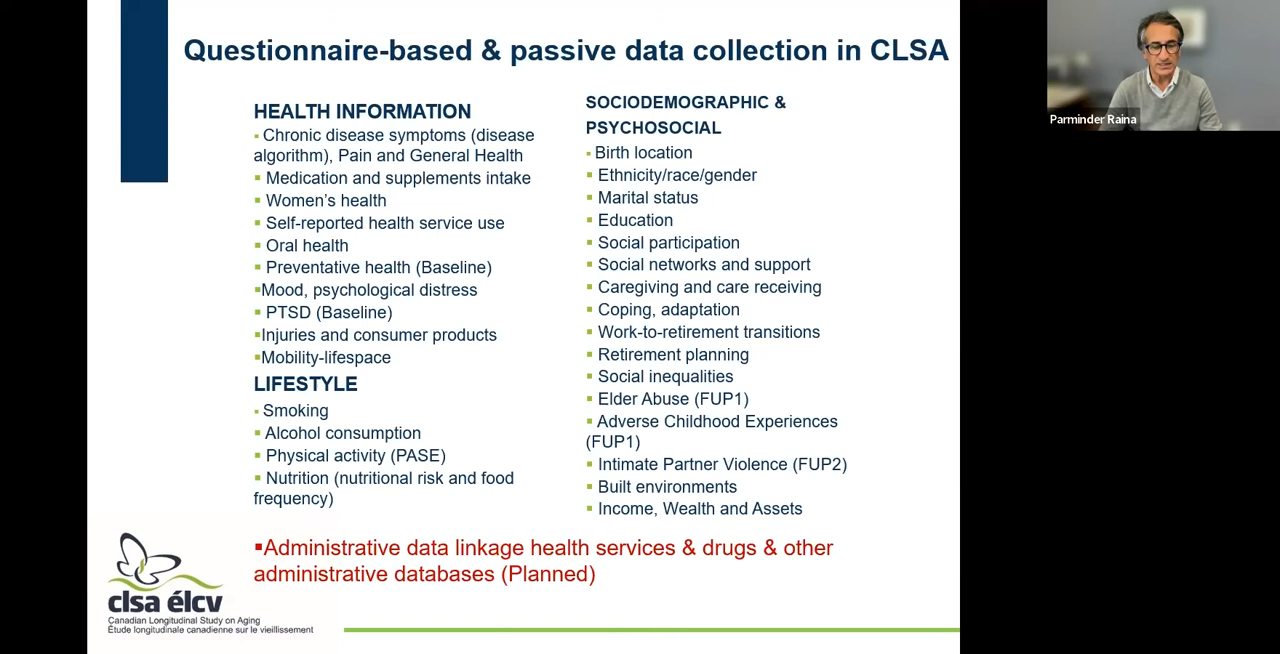 Questionnaire-based & passive data collection in CLSA
HEALTH INFORMATION
▪ Chronic disease symptoms (disease
algorithm), Pain and General Health
▪ Medication and supplements intake
▪ Women's health
▪ Self-reported health service use
▪ Oral health
▪ Preventative health (Baseline)
▪Mood, psychological distress
▪ PTSD (Baseline)
▪Injuries and consumer products
▪Mobility-lifespace
LIFESTYLE
▪ Smoking
▪ Alcohol consumption
▪ Physical activity (PASE)
▪ Nutrition (nutritional risk and food
frequency)
SOCIODEMOGRAPHIC &
PSYCHOSOCIAL
▪ Birth location
▪ Ethnicity/race/gender
▪ Marital status
▪ Education
▪ Social participation
▪ Social networks and support
▪ Caregiving and care receiving
▪ Coping, adaptation
▪ Work-to-retirement transitions
▪ Retirement planning
▪ Social inequalities
▪ Elder Abuse (FUP1)
▪ Adverse Childhood Experiences
(FUP1)
▪ Intimate Partner Violence (FUP2)
▪ Built environments
▪ Income, Wealth and Assets
▪Administrative data linkage health services & drugs & other
administrative databases (Planned)
clsa élcv
Canadian Longitudinal Study on Aging
Étude longitudinale canadienne sur le vieillissement
Parminder Raina